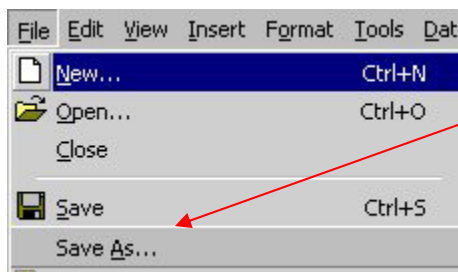 File Edit View Insert Format Tools Dat
New... Ctrl+N
Open... Ctrl+O
Close
Save Ctrl+S
Save As...